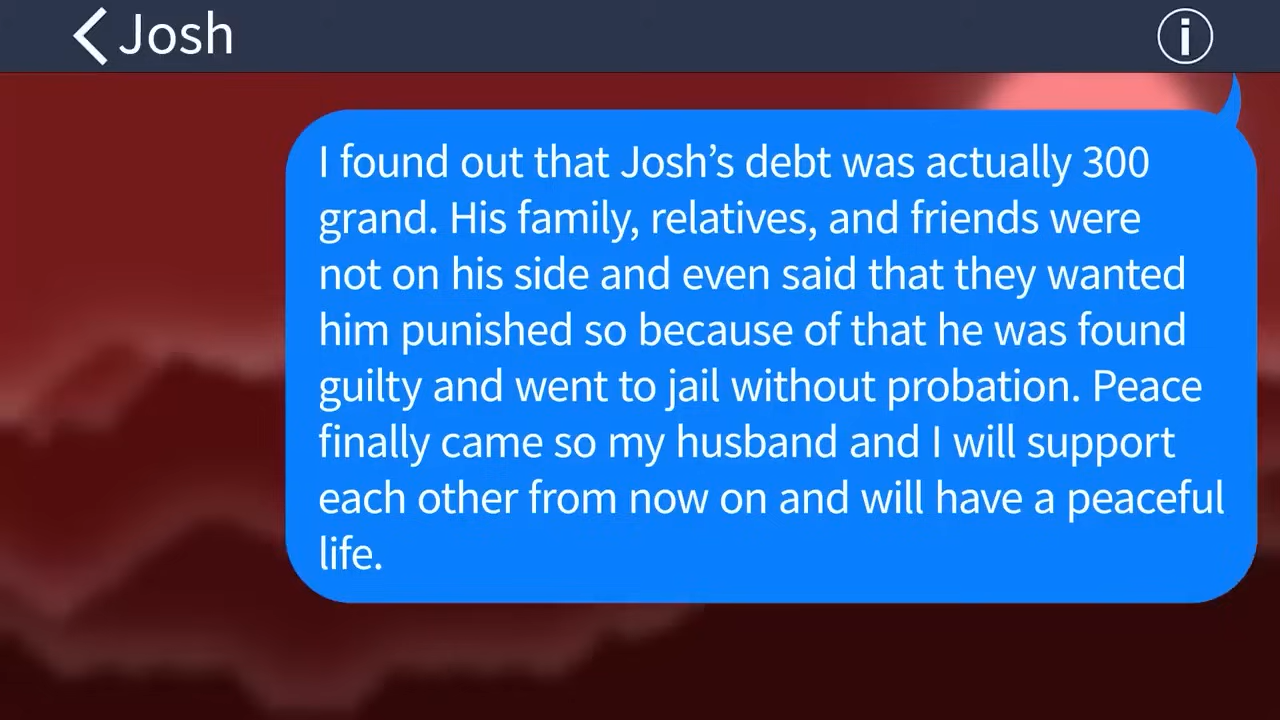 Josh
I found out that Josh’s debt was actually 300
grand. His family, relatives, and friends were
not on his side and even said that they wanted
him punished so because of that he was found
guilty and went to jail without probation. Peace
finally came so my husband and I will support
each other from now on and will have a peaceful
life.